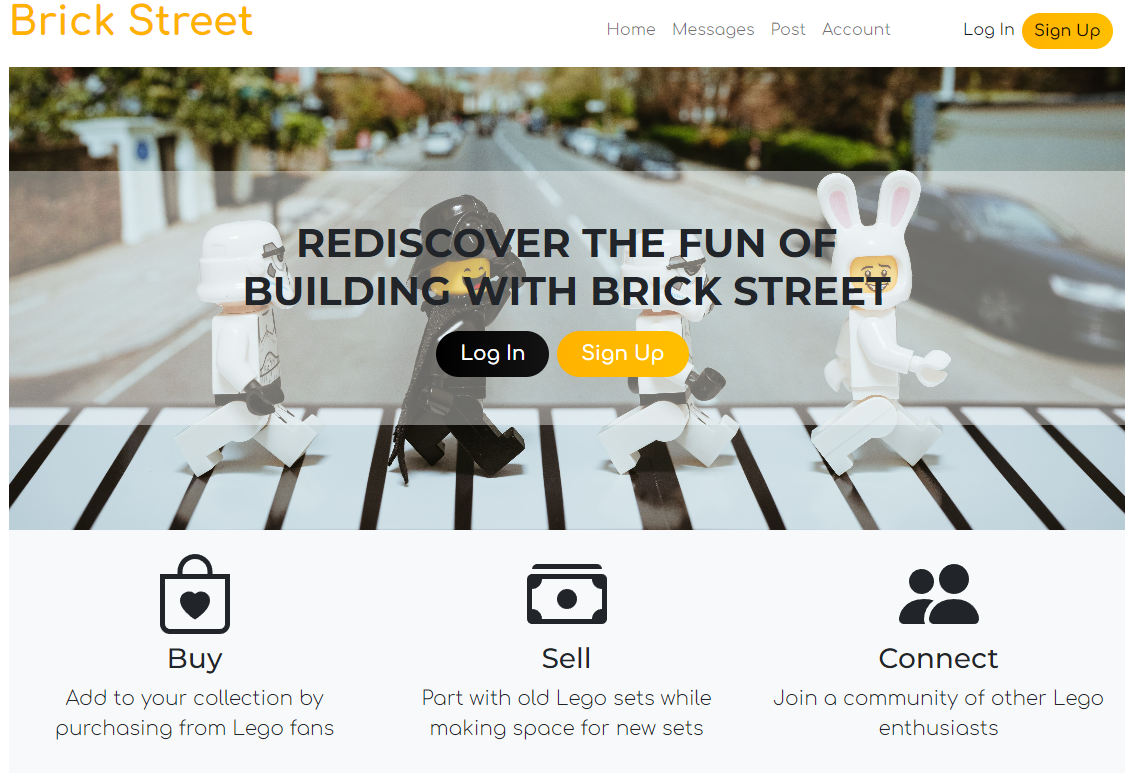 Brick Street
Home Messages Post Account Log In Sign Up
REDISCOVER THE FUN OF
BUILDING WITH BRICK STREET
Log In Sign Up
Buy
Add to your collection by
purchasing from Lego fans
Sell
Part with old Lego sets while
making space for new sets
Connect
Join a community of other Lego
enthusiasts